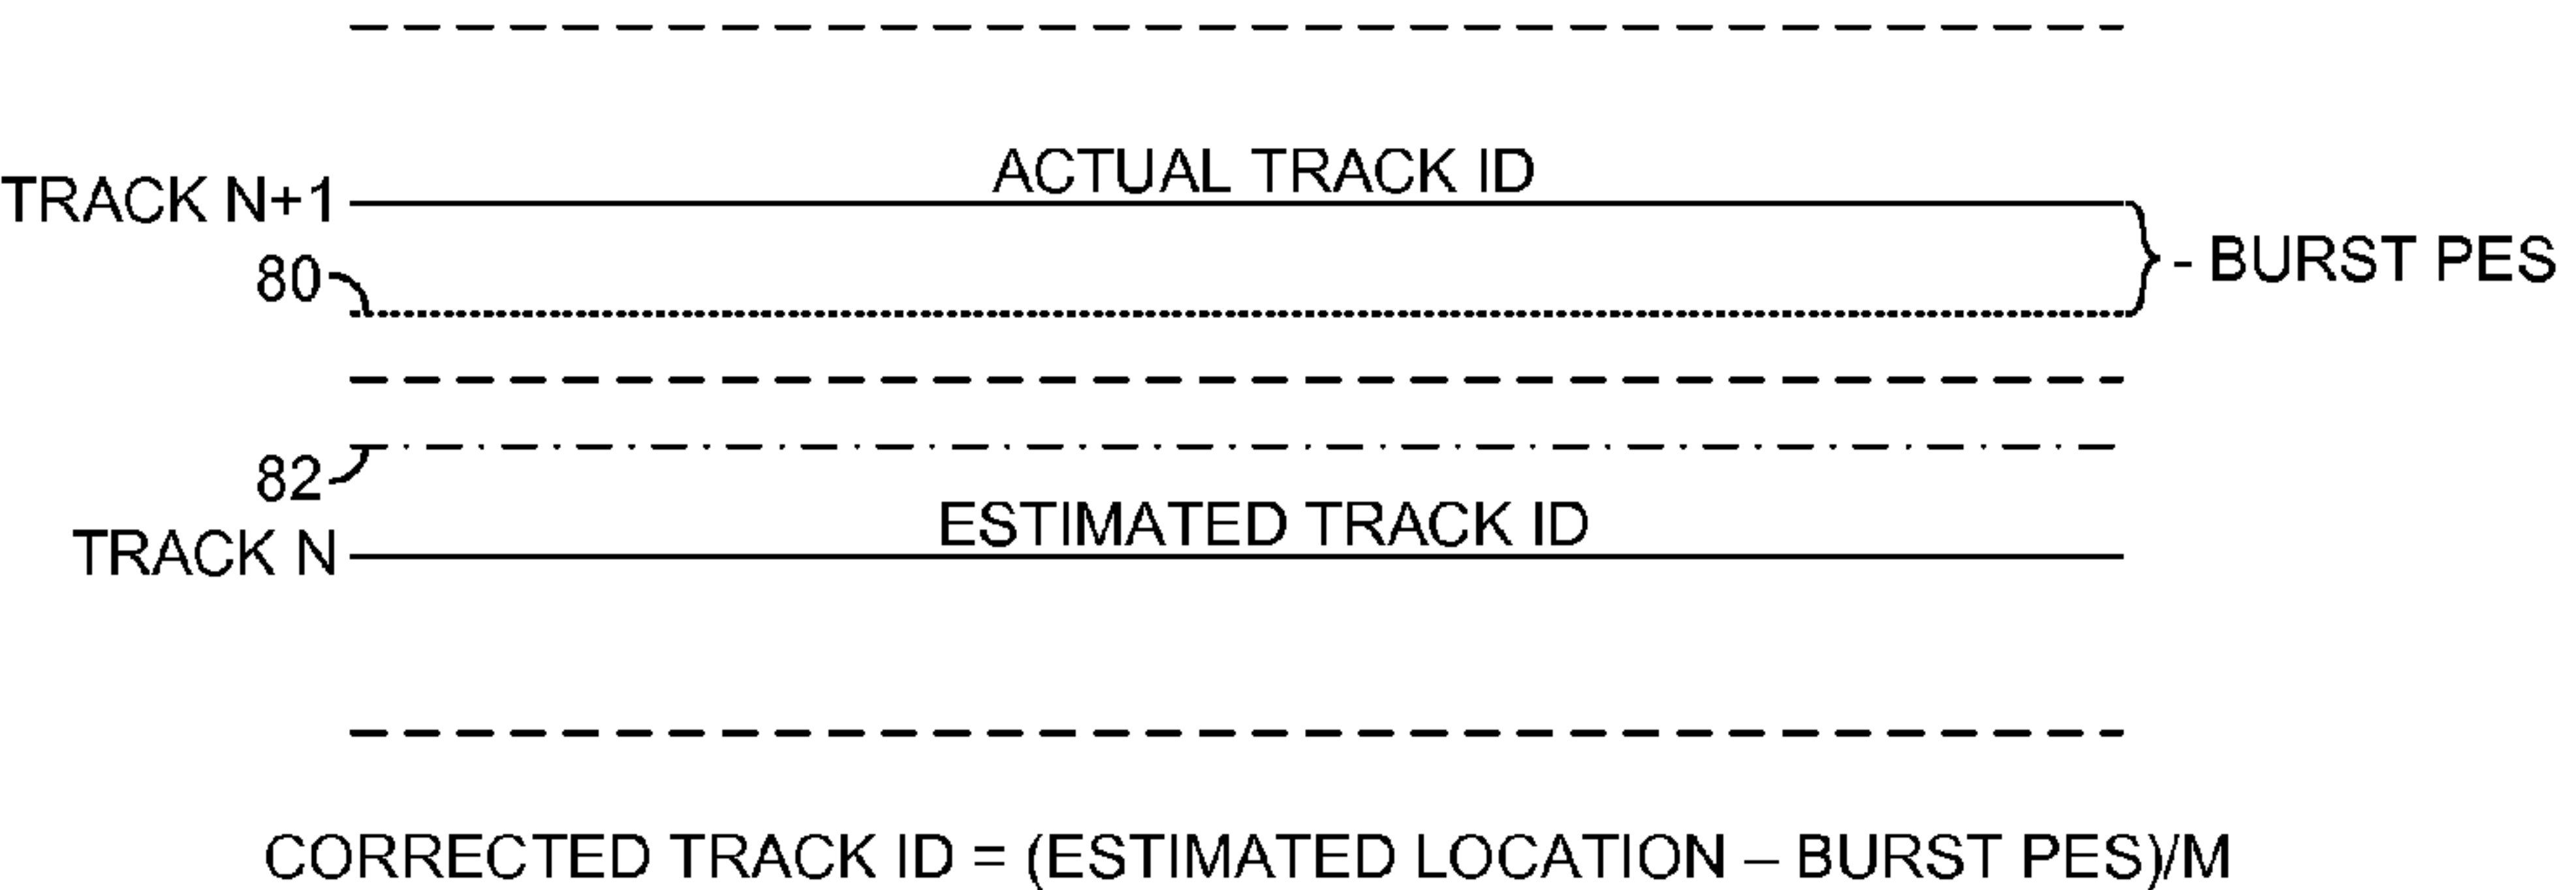 ACTUAL TRACK ID
TRACK N+1
80
- BURST PES
82
ESTIMATED TRACK ID
TRACK N
CORRECTED TRACK ID = (ESTIMATED LOCATION – BURST PES)/M